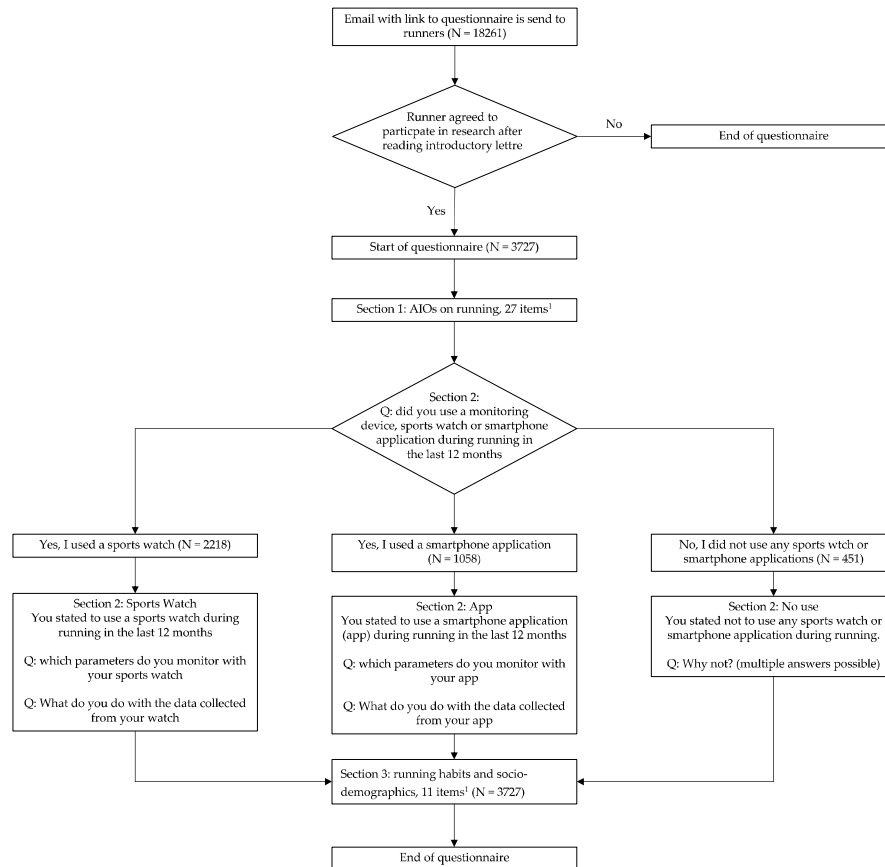 Email with link to questionnaire is send to
runners (N = 18261)
Runner agreed to
particpate in research after
reading introductory lettre
No
End of questionnaire
Yes
Start of questionnaire (N = 3727)
Section 1: AIOs on running, 27 items¹
Section 2:
Q: did you use a monitoring
device, sports watch or smartphone
application during running in
the last 12 months
Yes, I used a sports watch (N = 2218)
Yes, I used a smartphone application
(N = 1058)
No, I did not use any sports wtch or
smartphone applications (N = 451)
Section 2: Sports Watch
You stated to use a sports watch during
running in the last 12 months
Q: which parameters do you monitor with
your sports watch
Q: What do you do with the data collected
from your watch
Section 2: App
You stated to use a smartphone application
(app) during running in the last 12 months
Q: which parameters do you monitor with
your app
Q: What do you do with the data collected
from your app
Section 2: No use
You stated not to use any sports watch or
smartphone application during running.
Q: Why not? (multiple answers possible)
Section 3: running habits and socio-
demographics, 11 items¹ (N = 3727)
End of questionnaire